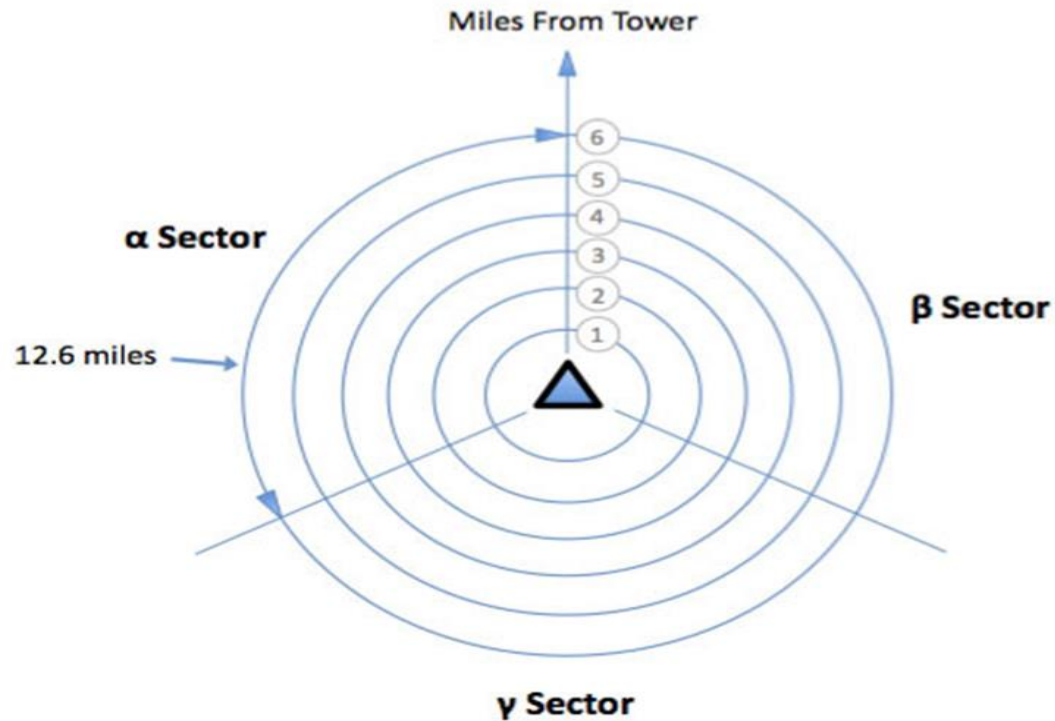 Miles From Tower
6
5
α Sector
4
3
2
β Sector
1
12.6 miles
γ Sector